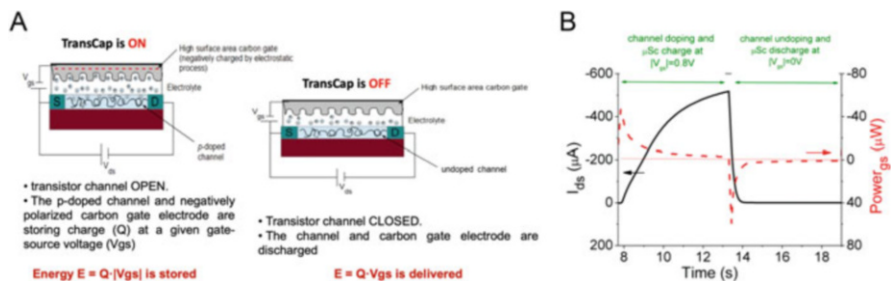 A
TransCap is ON
High surface area carbon gate
(negatively charged by electrostatic
process)
Vgs
Electrolyte
S
D
p-doped
channel
Vds
• transistor channel OPEN.
• The p-doped channel and negatively
polarized carbon gate electrode are
storing charge (Q) at a given gate-
source voltage (Vgs)
Energy E = Q·|Vgs| is stored
TransCap is OFF
High surface area carbon gate
Vgs
Electrolyte
S
D
undoped channel
Vds
• Transistor channel CLOSED.
• The channel and carbon gate electrode are
discharged
E = Q·Vgs is delivered
B
channel doping and
μSc charge at
|Vgs|=0.8V
channel undoping and
μSc discharge at
|Vgs|=0V
-600
-400
-200
0
200
Ids (μA)
-80
-40
0
40
80
Powergs (μW)
8
10
12
14
16
18
Time (s)